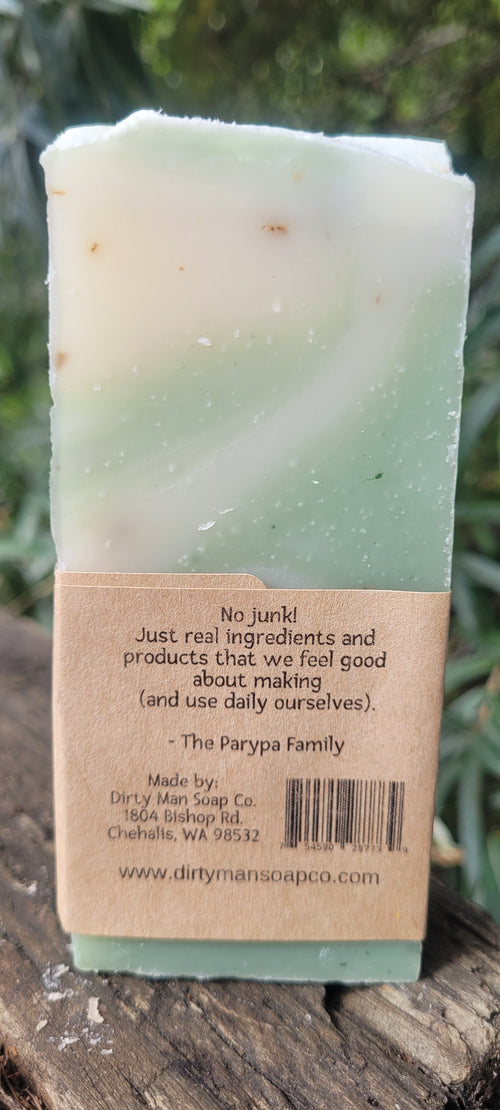 No junk!
Just real ingredients and
products that we feel good
about making
(and use daily ourselves).
- The Parypa Family
Made by:
Dirty Man Soap Co.
1804 Bishop Rd.
Chehalis, WA 98532
www.dirtymansoapco.com